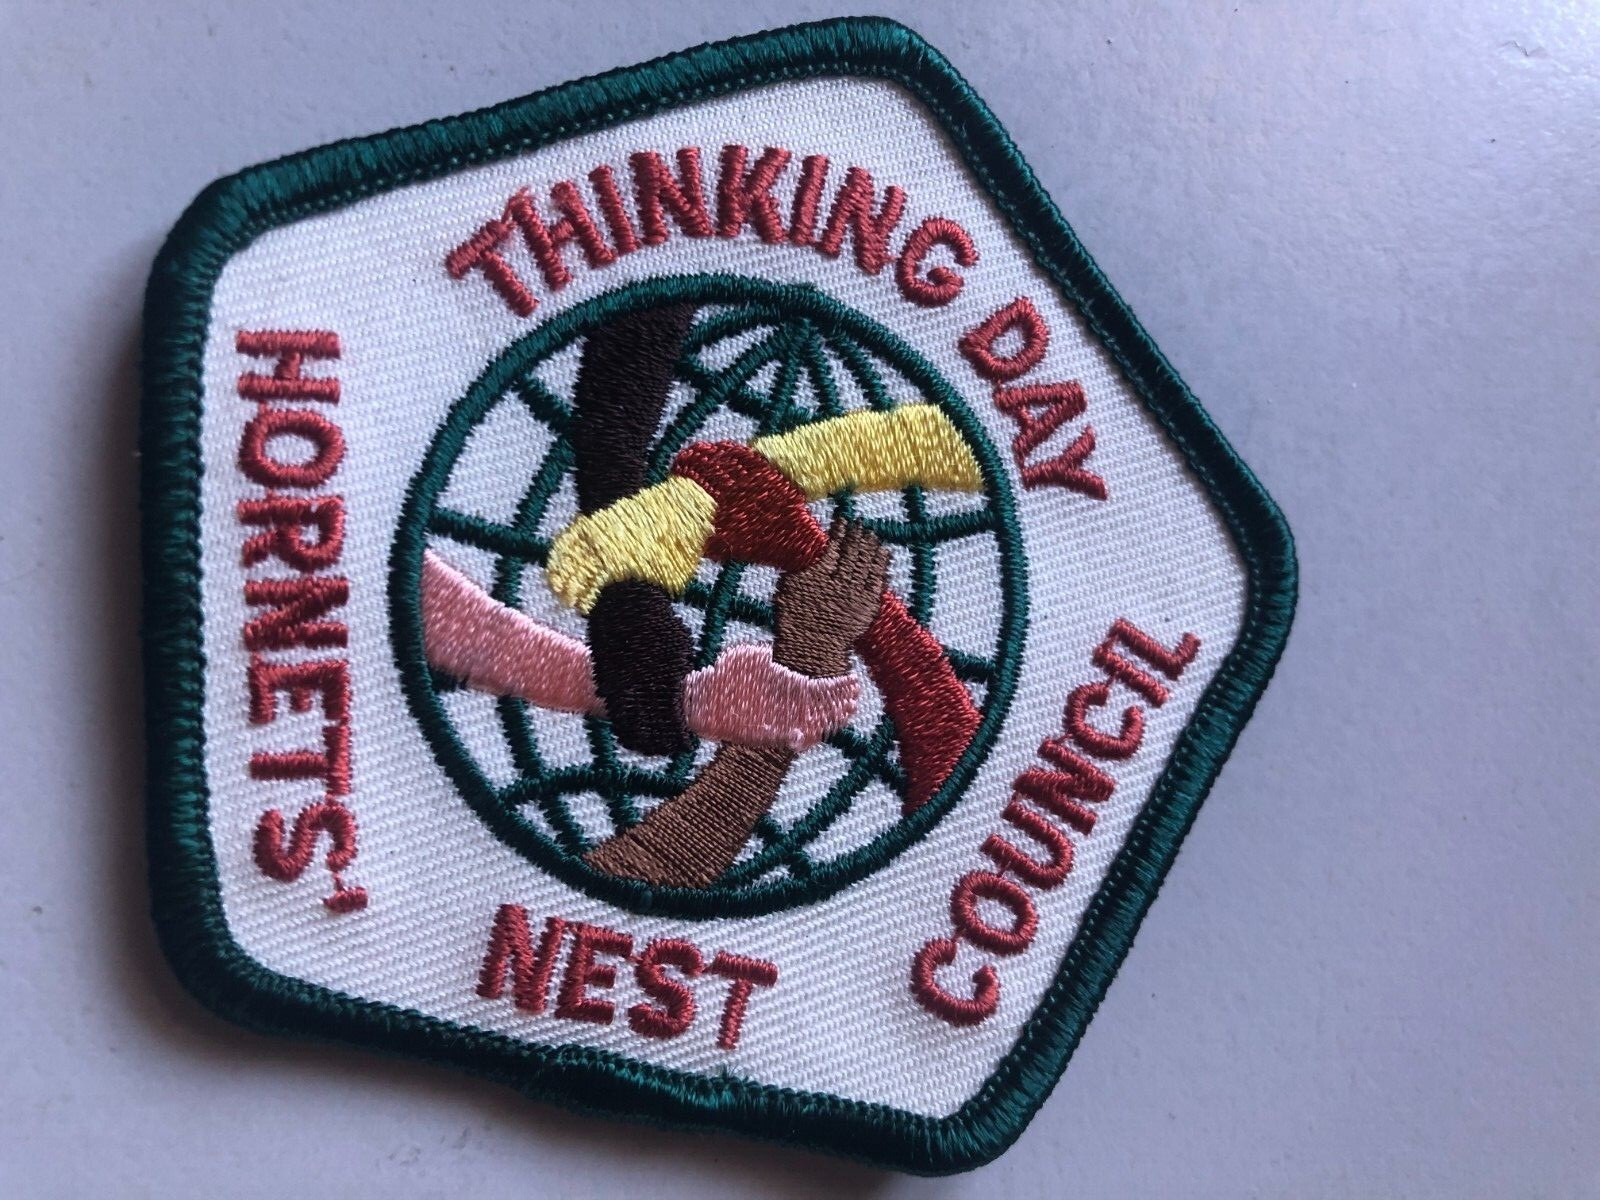 THINKING DAY
HORNETS'
NEST
COUNCIL